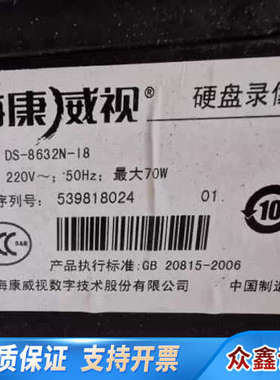 海康威视® 硬盘录像
DS-8632N-I8
220V～; 50Hz; 最大70W
序列号: 539818024 01.
10
CCC
S&E
产品执行标准:GB 20815-2006
海康威视数字技术股份有限公司 中国制造
质保证 支持 众鑫